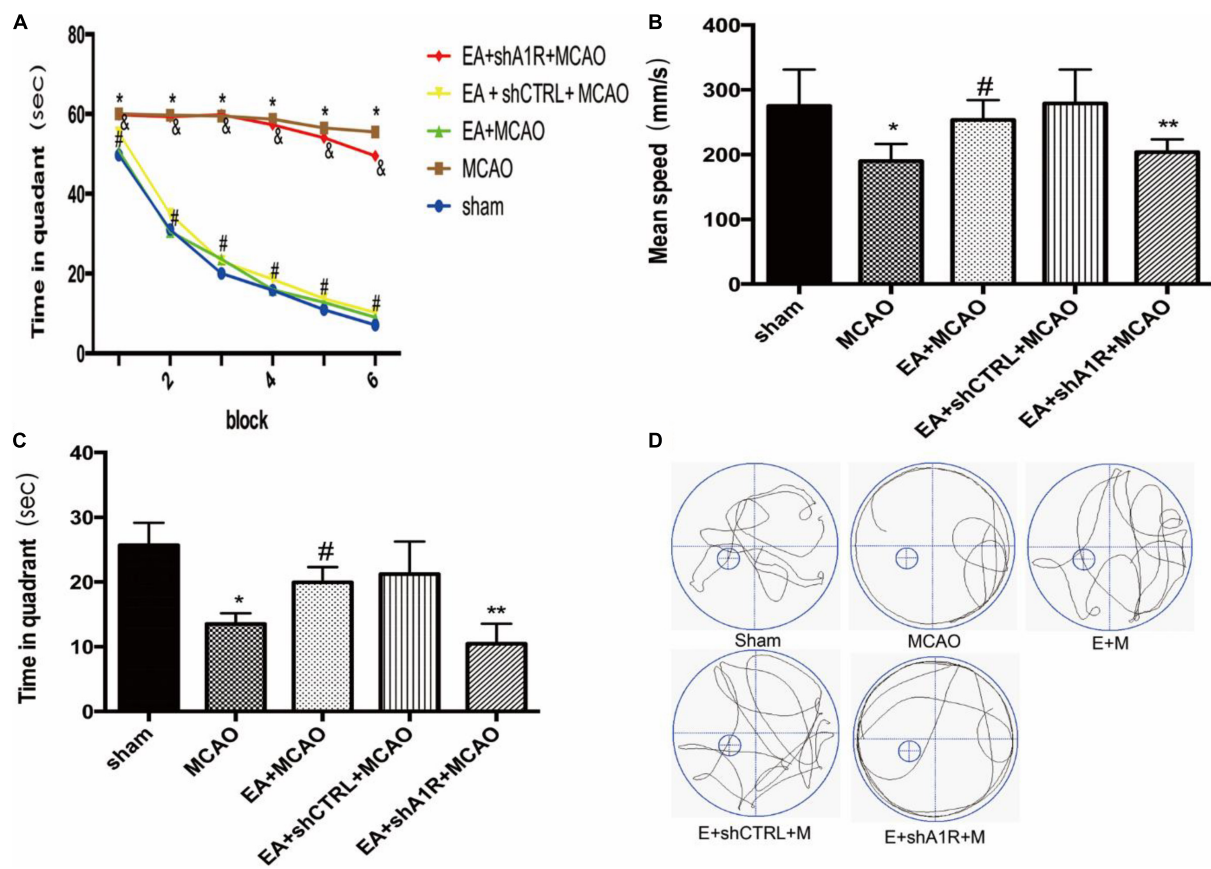 A
80
60
40
20
0
Time in quadant (sec)
* * * * * *
& & & & & &
# # # # # #
2 4 6
block
EA+shA1R+MCAO
EA + shCTRL+ MCAO
EA+MCAO
MCAO
sham
B
400
300
200
100
0
Mean speed (mm/s)
* # **
sham
MCAO
EA+MCAO
EA+shCTRL+MCAO
EA+shA1R+MCAO
C
40
30
20
10
0
Time in quadrant (sec)
* # **
sham
MCAO
EA+MCAO
EA+shCTRL+MCAO
EA+shA1R+MCAO
D
Sham
MCAO
E+M
E+shCTRL+M
E+shA1R+M